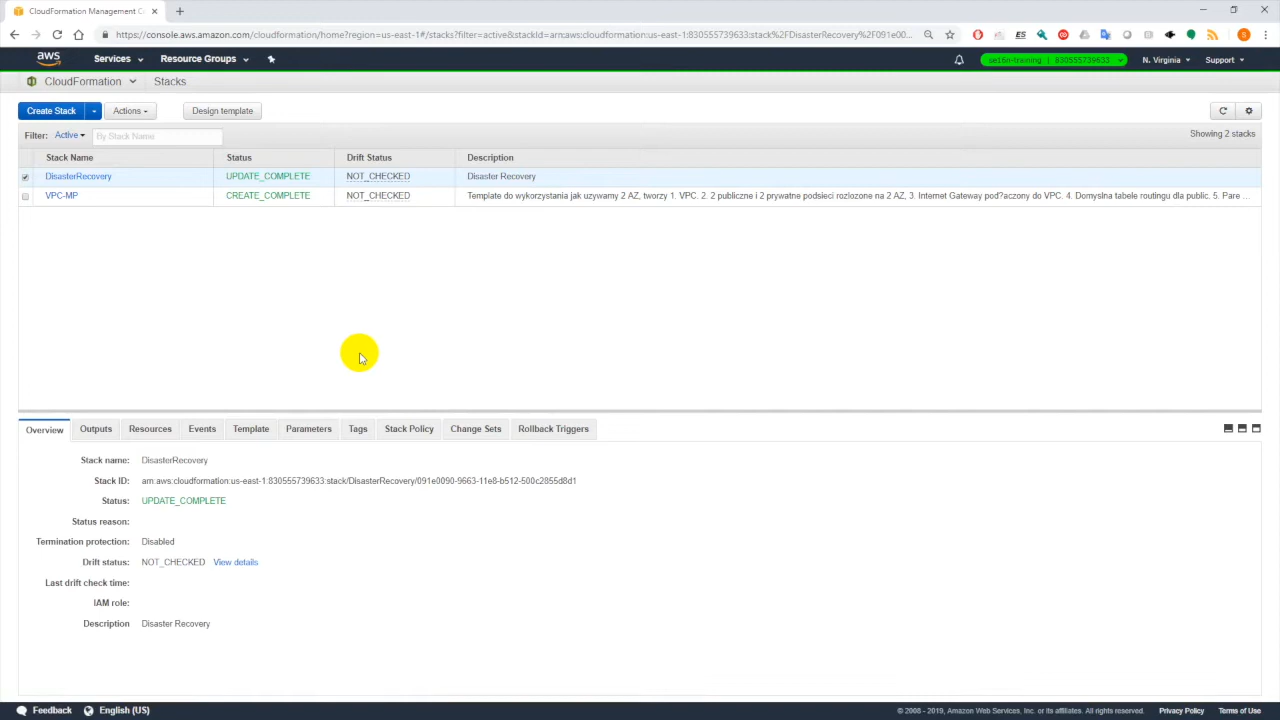 CloudFormation Management Co
https://console.aws.amazon.com/cloudformation/home?region=us-east-1#/stacks?filter=active&stackId=arn:aws:cloudformation:us-east-1:830555739633:stack%2FDisasterRecovery%2F091e00...
ES
S
aws Services Resource Groups se16n-training | 830555739633 N. Virginia Support
CloudFormation Stacks
Create Stack Actions Design template
Filter: Active By Stack Name Showing 2 stacks
Stack Name Status Drift Status Description
DisasterRecovery UPDATE_COMPLETE NOT_CHECKED Disaster Recovery
VPC-MP CREATE_COMPLETE NOT_CHECKED Template do wykorzystania jak uzywamy 2 AZ, tworzy 1. VPC. 2. 2 publiczne i 2 prywatne podsieci rozlozone na 2 AZ, 3. Internet Gateway pod?aczony do VPC. 4. Domyslna tabele routingu dla public. 5. Pare ...
Overview Outputs Resources Events Template Parameters Tags Stack Policy Change Sets Rollback Triggers
Stack name: DisasterRecovery
Stack ID: arn:aws:cloudformation:us-east-1:830555739633:stack/DisasterRecovery/091e0090-9663-11e8-b512-500c2855d8d1
Status: UPDATE_COMPLETE
Status reason:
Termination protection: Disabled
Drift status: NOT_CHECKED View details
Last drift check time:
IAM role:
Description Disaster Recovery
Feedback English (US) © 2008 - 2019, Amazon Web Services, Inc. or its affiliates. All rights reserved. Privacy Policy Terms of Use